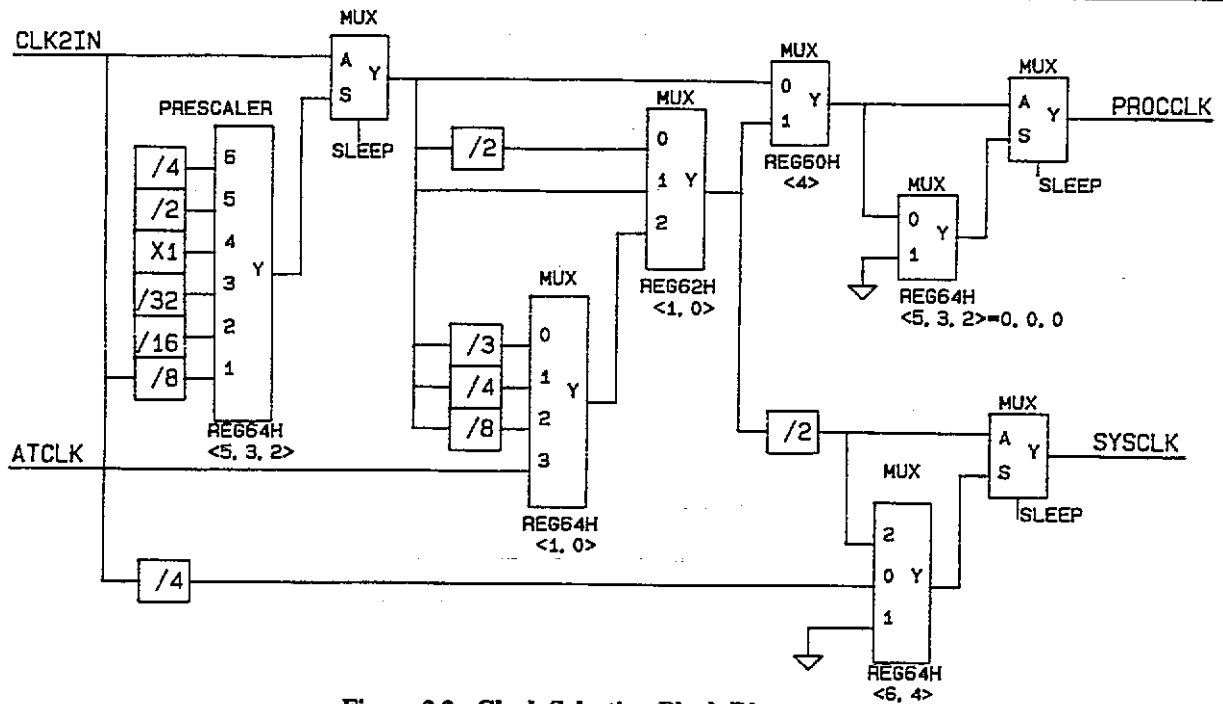 MUX
CLK2IN
A Y
S
SLEEP
PRESCALER
/4 6
/2 5
X1 4
Y
/32 3
/16 2
/8 1
REG64H
<5, 3, 2>
MUX
/2 0
1 Y
2
REG62H
<1, 0>
MUX
/3 0
/4 1 Y
/8 2
3
REG64H
<1, 0>
ATCLK
/4
MUX
0 Y
1
REG60H
<4>
MUX
A Y
S
PROCCLK
SLEEP
MUX
0 Y
1
REG64H
<5, 3, 2>=0, 0, 0
/2
MUX
A Y
S
SYSCLK
SLEEP
MUX
2
0 Y
1
REG64H
<6, 4>